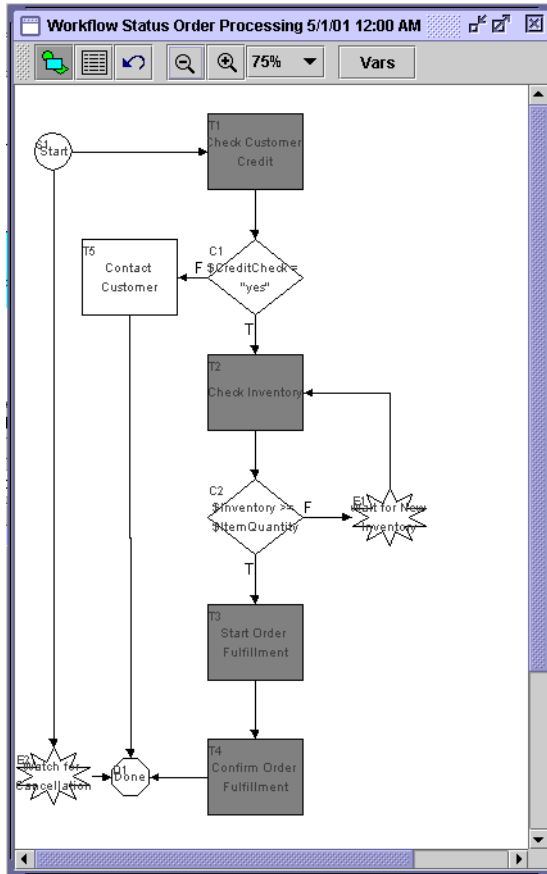 Workflow Status Order Processing 5/1/01 12:00 AM
75%
Vars
S1
Start
T1
Check Customer
Credit
T5
Contact
Customer
C1
$CreditCheck =
"yes"
F
T
T2
Check Inventory
C2
$Inventory >=
$ItemQuantity
F
E1
Wait for New
Inventory
T
T3
Start Order
Fulfillment
E2
Watch for
Cancellation
D1
Done
T4
Confirm Order
Fulfillment